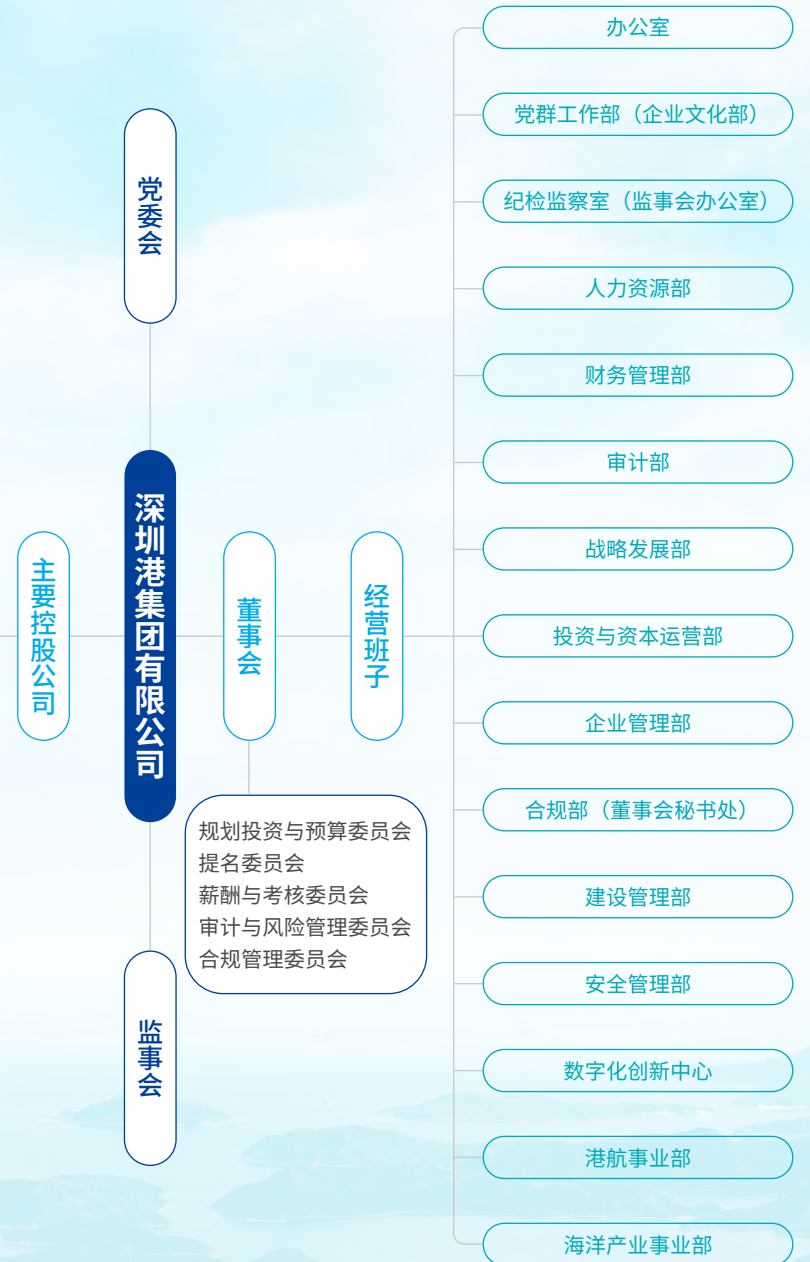 党委会
主要控股公司
深圳港集团有限公司
董事会
经营班子
规划投资与预算委员会
提名委员会
薪酬与考核委员会
审计与风险管理委员会
合规管理委员会
监事会
办公室
党群工作部（企业文化部）
纪检监察室（监事会办公室）
人力资源部
财务管理部
审计部
战略发展部
投资与资本运营部
企业管理部
合规部（董事会秘书处）
建设管理部
安全管理部
数字化创新中心
港航事业部
海洋产业事业部